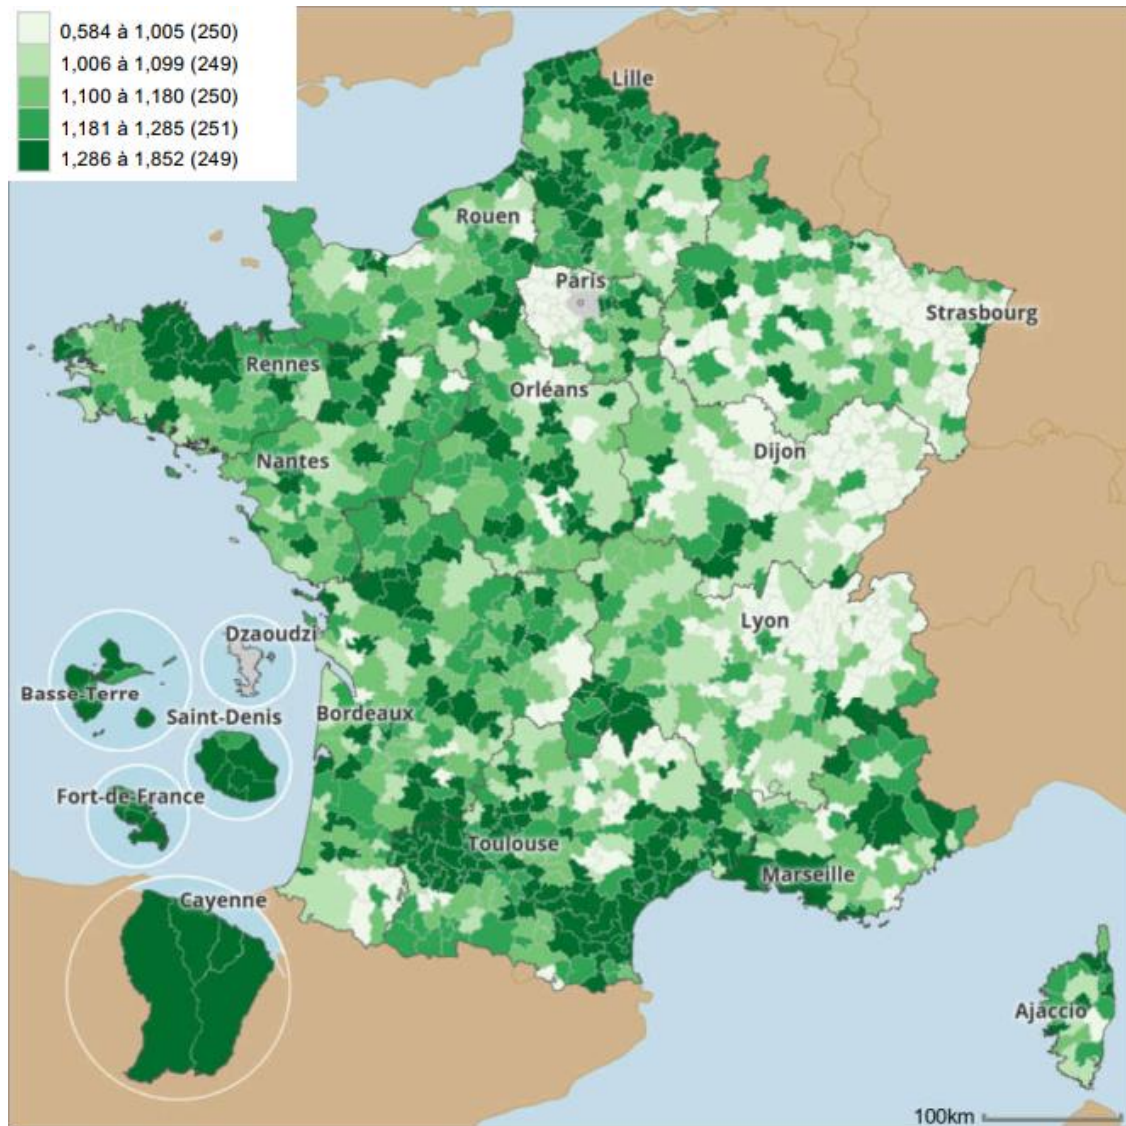 0,584 à 1,005 (250)
1,006 à 1,099 (249)
1,100 à 1,180 (250)
1,181 à 1,285 (251)
1,286 à 1,852 (249)
Lille
Rouen
Paris
Strasbourg
Rennes
Orléans
Dijon
Nantes
Lyon
Dzaoudzi
Basse-Terre
Saint-Denis
Bordeaux
Fort-de-France
Toulouse
Marseille
Cayenne
Ajaccio
100km